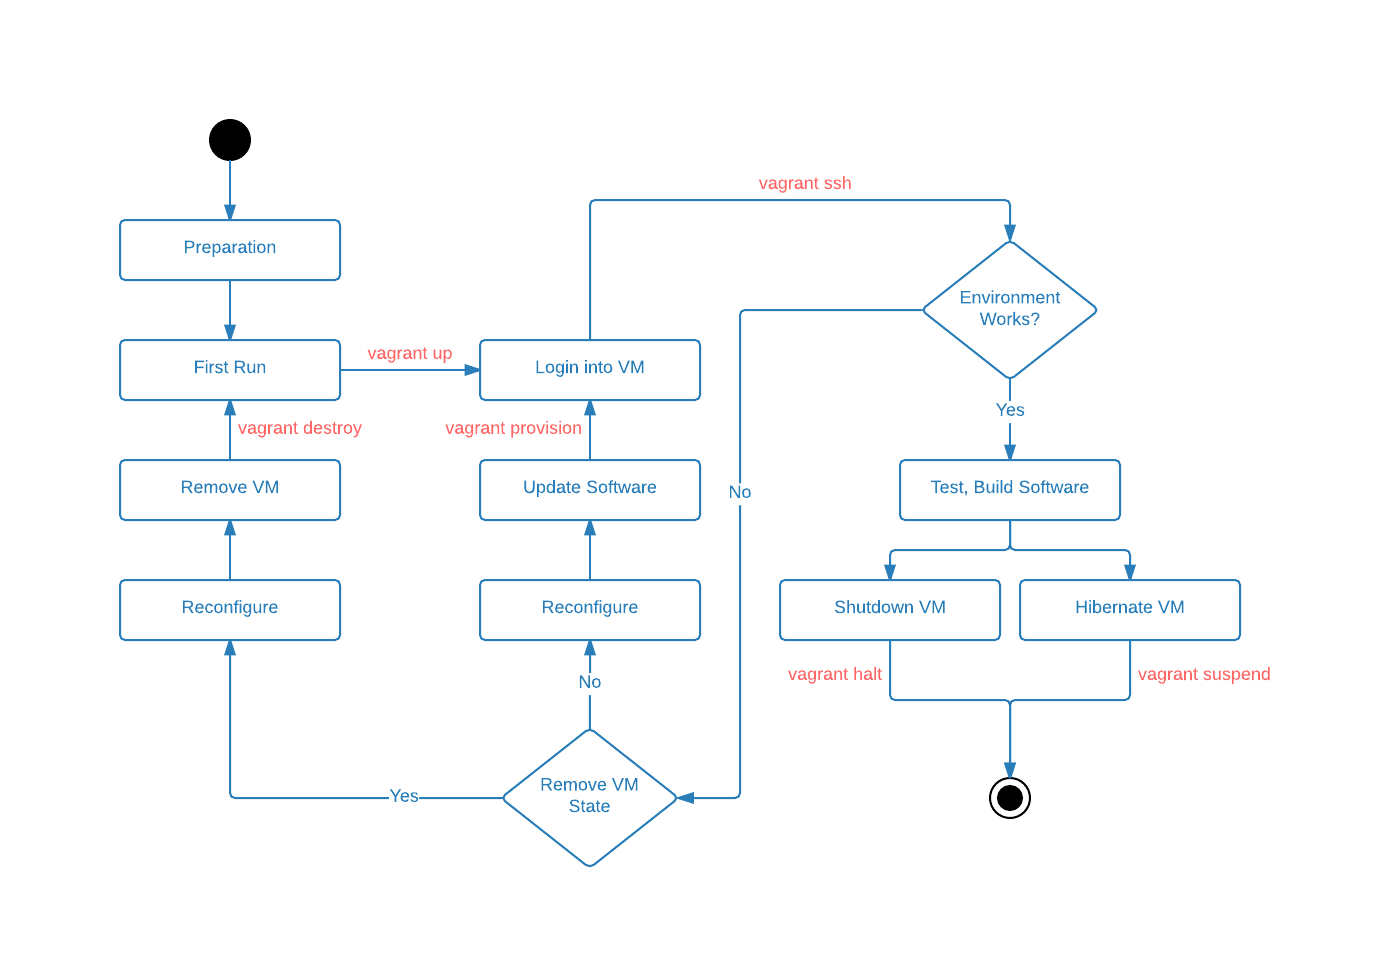 vagrant ssh
Preparation
Environment
Works?
First Run
vagrant up
Login into VM
Yes
vagrant destroy
vagrant provision
Remove VM
Update Software
No
Test, Build Software
Reconfigure
Reconfigure
Shutdown VM
Hibernate VM
vagrant halt
vagrant suspend
No
Yes
Remove VM
State